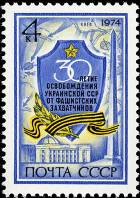 4 К 1974
30
ЛЕТИЕ
ОСВОБОЖДЕНИЯ
УКРАИНСКОЙ ССР
ОТ ФАШИСТСКИХ
ЗАХВАТЧИКОВ
ПОЧТА СССР